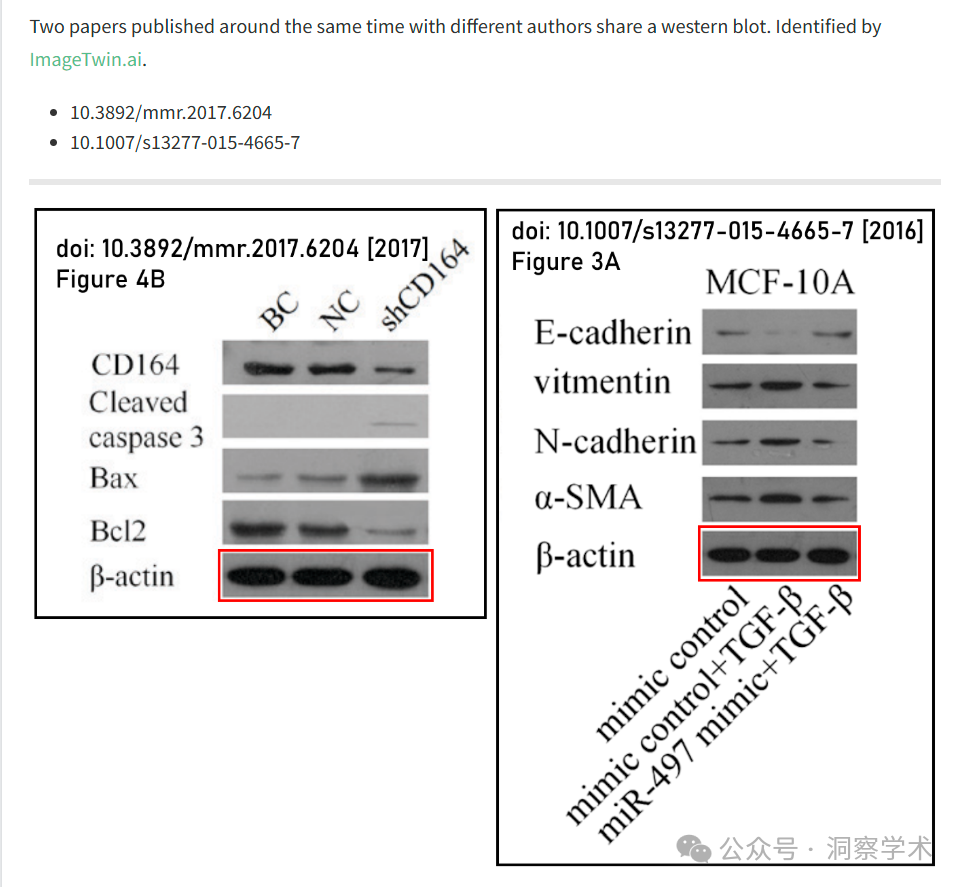 Two papers published around the same time with different authors share a western blot. Identified by
ImageTwin.ai.
10.3892/mmr.2017.6204
10.1007/s13277-015-4665-7
doi: 10.3892/mmr.2017.6204 [2017]
Figure 4B
BC
NC
shCD164
CD164
Cleaved
caspase 3
Bax
Bcl2
β-actin
doi: 10.1007/s13277-015-4665-7 [2016]
Figure 3A
MCF-10A
E-cadherin
vitmentin
N-cadherin
α-SMA
β-actin
mimic control
mimic control+TGF-β
miR-497 mimic+TGF-β
公众号 · 洞察学术